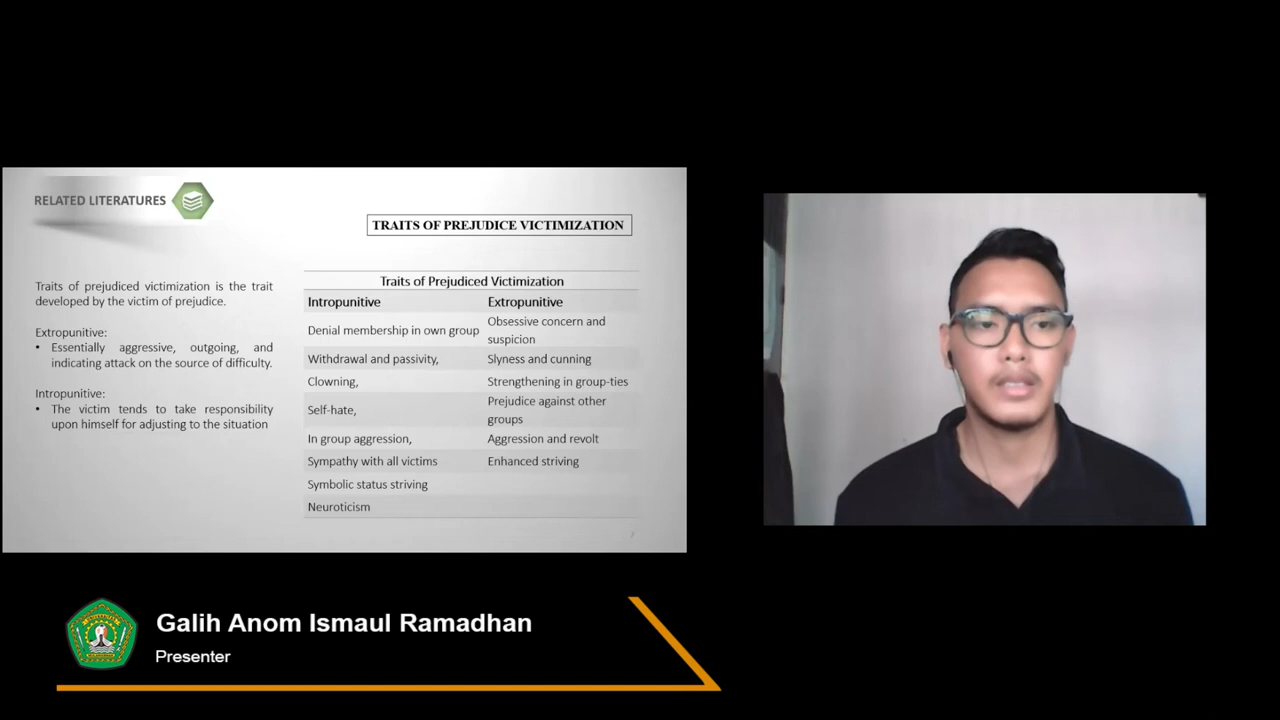 RELATED LITERATURES
TRAITS OF PREJUDICE VICTIMIZATION
Traits of prejudiced victimization is the trait
developed by the victim of prejudice.
Extropunitive:
• Essentially aggressive, outgoing, and
indicating attack on the source of difficulty.
Intropunitive:
• The victim tends to take responsibility
upon himself for adjusting to the situation
Traits of Prejudiced Victimization
Intropunitive Extropunitive
Denial membership in own group Obsessive concern and
suspicion
Withdrawal and passivity, Slyness and cunning
Clowning, Strengthening in group-ties
Self-hate, Prejudice against other
groups
In group aggression, Aggression and revolt
Sympathy with all victims Enhanced striving
Symbolic status striving
Neuroticism
7
Galih Anom Ismaul Ramadhan
Presenter